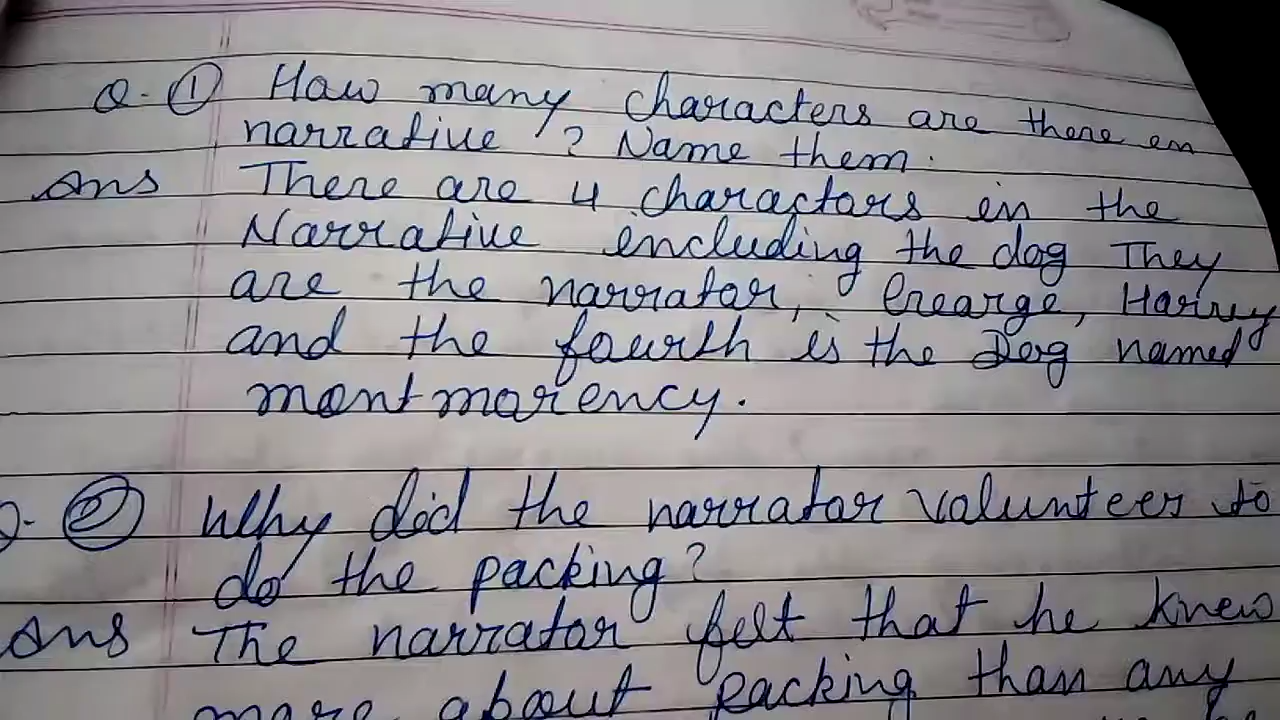 Q. ① How many characters are there in
narrative? Name them.
Ans There are 4 charactors in the
Narrative including the dog They
are the narrator, George, Harry
and the fourth is the Dog named
montmorency.
Q. ② Why did the narrator volunteer to
do the packing?
Ans The narrator felt that he knew
more about packing than any